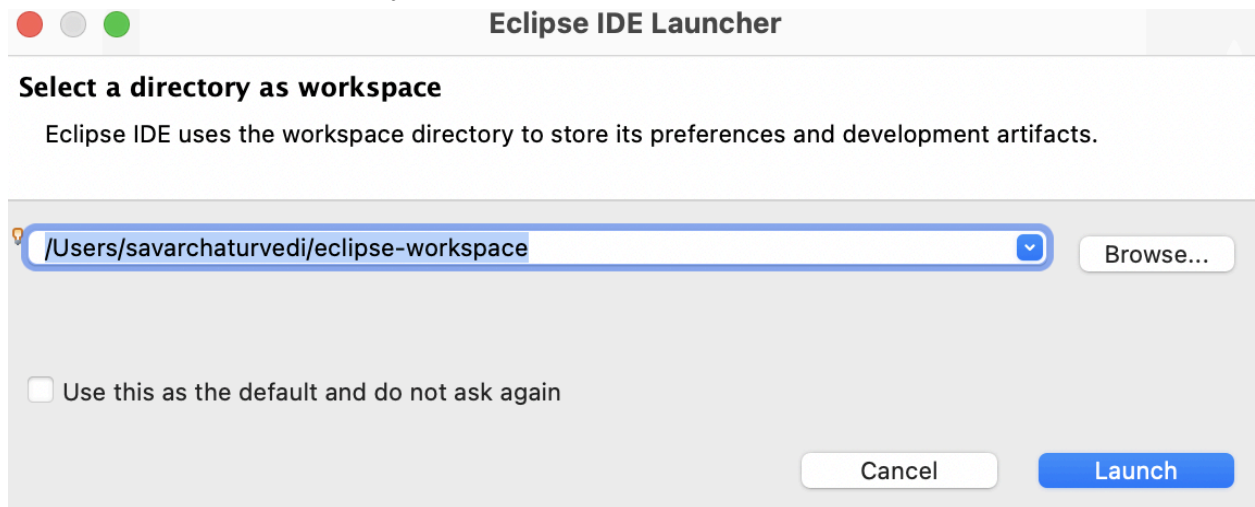 Eclipse IDE Launcher
Select a directory as workspace
Eclipse IDE uses the workspace directory to store its preferences and development artifacts.
/Users/savarchaturvedi/eclipse-workspace
Browse...
Use this as the default and do not ask again
Cancel
Launch